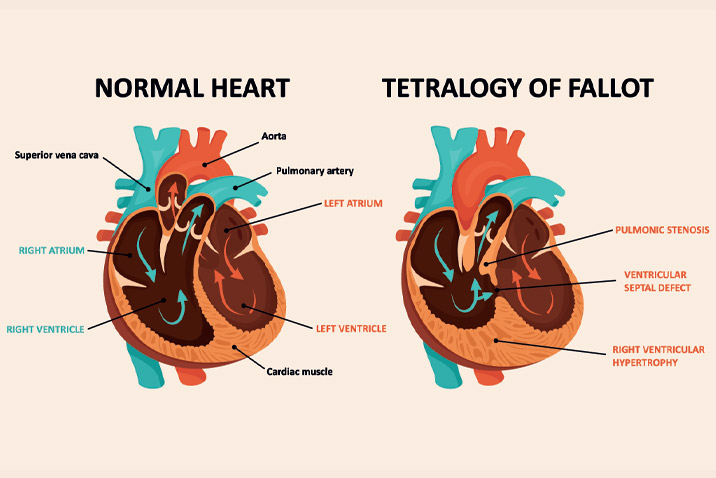 NORMAL HEART
Superior vena cava
Aorta
Pulmonary artery
LEFT ATRIUM
RIGHT ATRIUM
RIGHT VENTRICLE
LEFT VENTRICLE
Cardiac muscle
TETRALOGY OF FALLOT
PULMONIC STENOSIS
VENTRICULAR
SEPTAL DEFECT
RIGHT VENTRICULAR
HYPERTROPHY